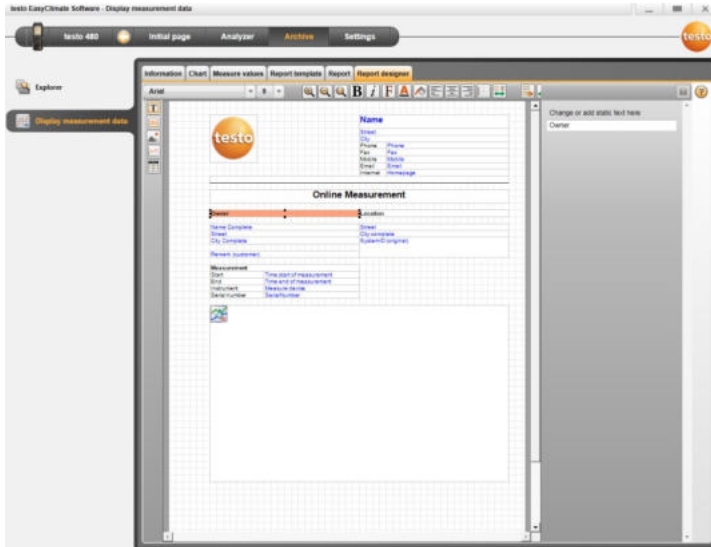 testo EasyClimate Software - Display measurement data
testo 480
Initial page
Analyzer
Archive
Settings
testo
Explorer
Display measurement data
Information
Chart
Measure values
Report template
Report
Report designer
Arial
8
B i F A
T
testo
Name
Street
City
Phone Phone
Fax Fax
Mobile Mobile
Email Email
Internet Homepage
Online Measurement
Owner Location
Name Complete Street
Street City complete
City Complete SystemID (original)
Remark (customer)
Measurement
Start Time start of measurement
End Time end of measurement
Instrument Measure device
Serial number SerialNumber
Change or add static text here
Owner